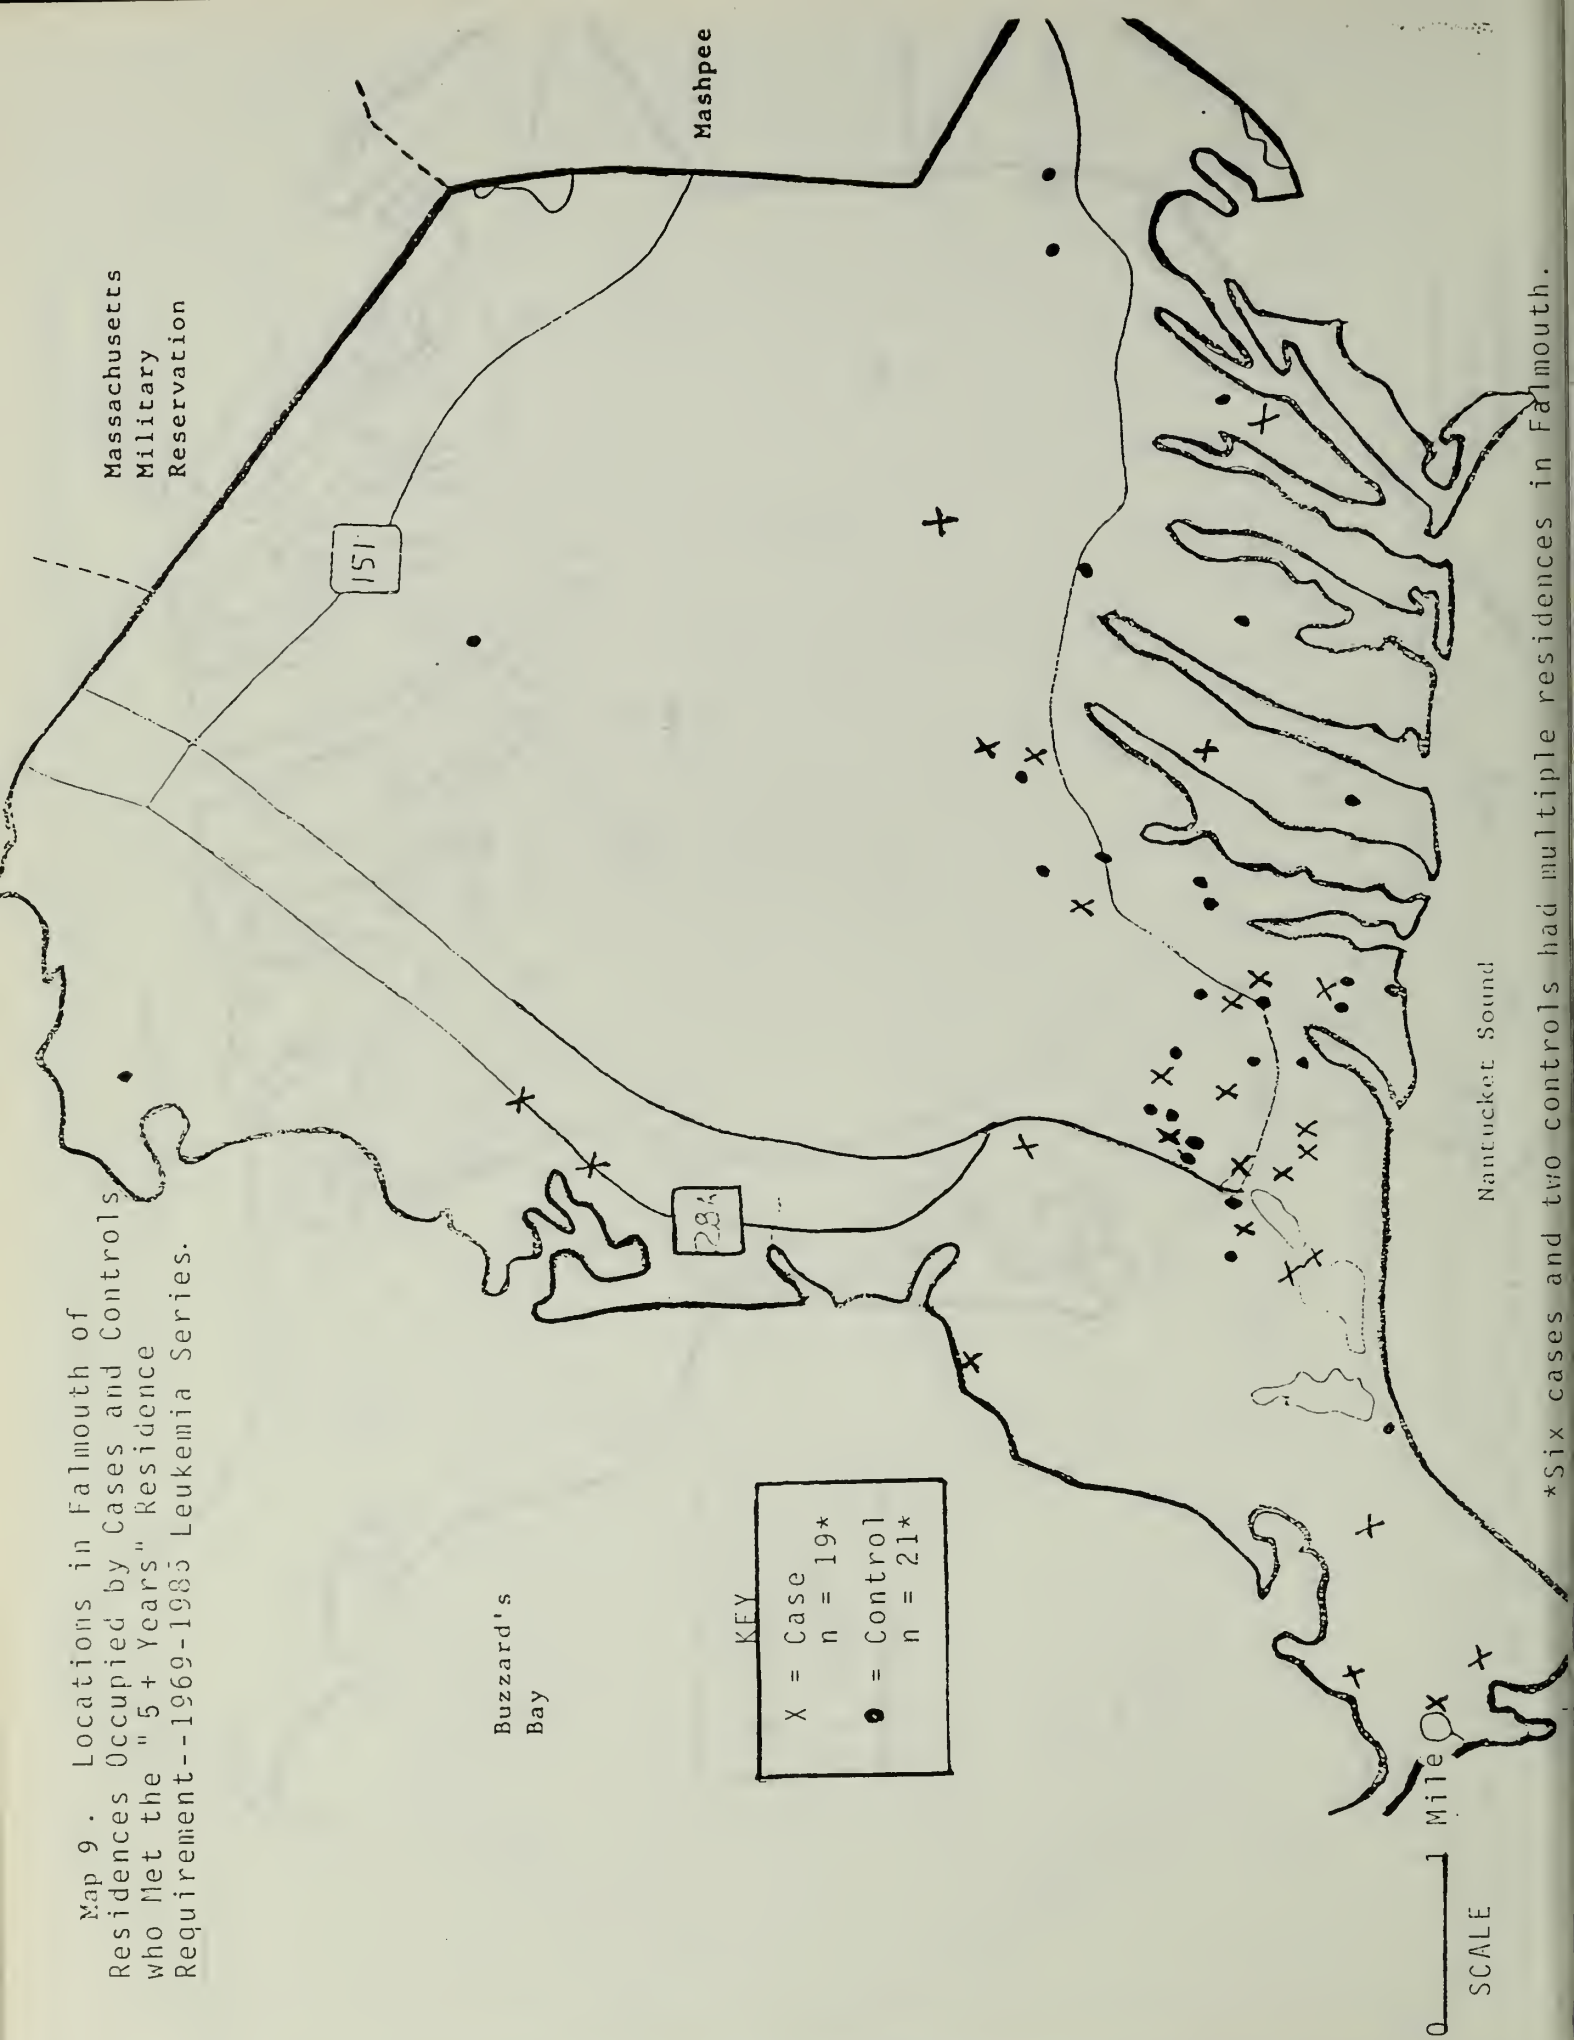 Map 9. Locations in Falmouth of
Residences Occupied by Cases and Controls
who Met the "5 + Years" Residence
Requirement--1969-1985 Leukemia Series.
Massachusetts
Military
Reservation
Mashpee
151
28A
Buzzard's
Bay
KEY
X = Case
n = 19*
● = Control
n = 21*
Nantucket Sound
0 1 Mile
SCALE
*Six cases and two controls had multiple residences in Falmouth.